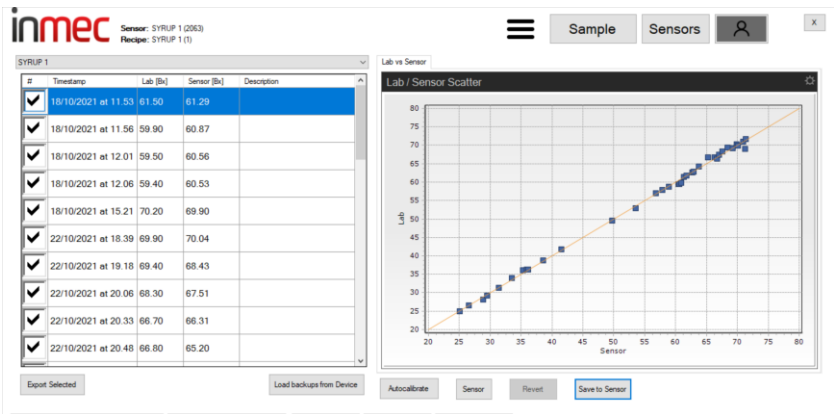 inmec
Sensor: SYRUP 1 (2063)
Recipe: SYRUP 1 (1)
Sample
Sensors
X
SYRUP 1
# Timestamp Lab [Bx] Sensor [Bx] Description
18/10/2021 at 11.53 61.50 61.29
18/10/2021 at 11.56 59.90 60.87
18/10/2021 at 12.01 59.50 60.56
18/10/2021 at 12.06 59.40 60.53
18/10/2021 at 15.21 70.20 69.90
22/10/2021 at 18.39 69.90 70.04
22/10/2021 at 19.18 69.40 68.43
22/10/2021 at 20.06 68.30 67.51
22/10/2021 at 20.33 66.70 66.31
22/10/2021 at 20.48 66.80 65.20
Export Selected
Load backups from Device
Lab vs Sensor
Lab / Sensor Scatter
80
75
70
65
60
55
50
45
40
35
30
25
20
Lab
20 25 30 35 40 45 50 55 60 65 70 75 80
Sensor
Autocalibrate
Sensor
Revert
Save to Sensor